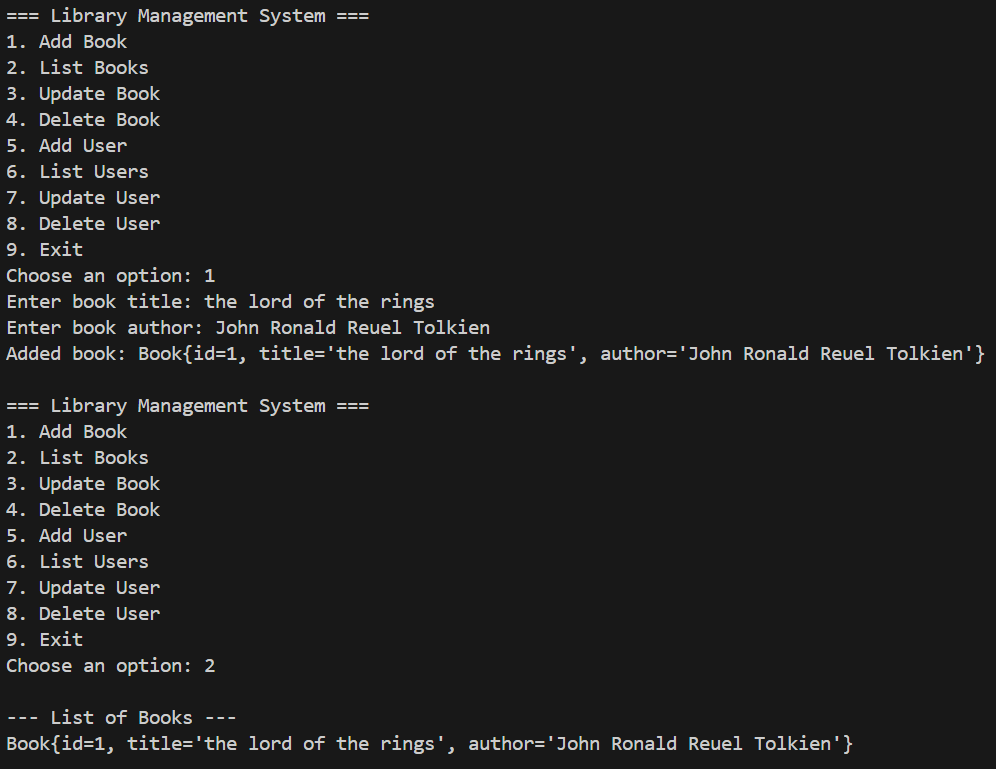 === Library Management System ===
1. Add Book
2. List Books
3. Update Book
4. Delete Book
5. Add User
6. List Users
7. Update User
8. Delete User
9. Exit
Choose an option: 1
Enter book title: the lord of the rings
Enter book author: John Ronald Reuel Tolkien
Added book: Book{id=1, title='the lord of the rings', author='John Ronald Reuel Tolkien'}
=== Library Management System ===
1. Add Book
2. List Books
3. Update Book
4. Delete Book
5. Add User
6. List Users
7. Update User
8. Delete User
9. Exit
Choose an option: 2
--- List of Books ---
Book{id=1, title='the lord of the rings', author='John Ronald Reuel Tolkien'}